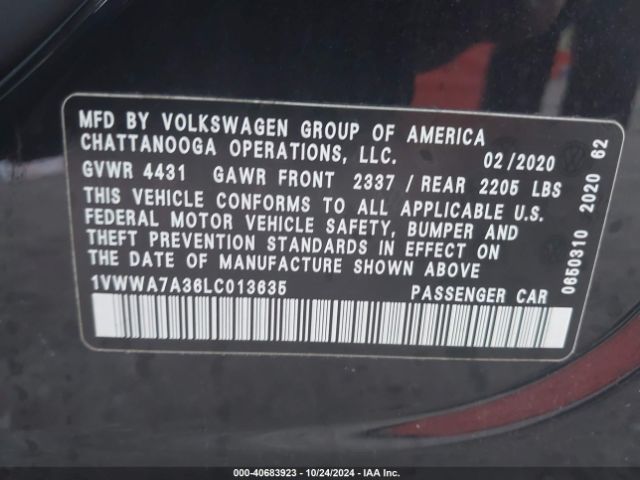 MFD BY VOLKSWAGEN GROUP OF AMERICA
CHATTANOOGA OPERATIONS, LLC. 02/2020
GVWR 4431 GAWR FRONT 2337 / REAR 2205 LBS
THIS VEHICLE CONFORMS TO ALL APPLICABLE U.S.
FEDERAL MOTOR VEHICLE SAFETY, BUMPER AND
THEFT PREVENTION STANDARDS IN EFFECT ON
THE DATE OF MANUFACTURE SHOWN ABOVE
1VWWA7A36LC013635 PASSENGER CAR
0650310 2020 62
000-40683923 - 10/24/2024 - IAAI.COM